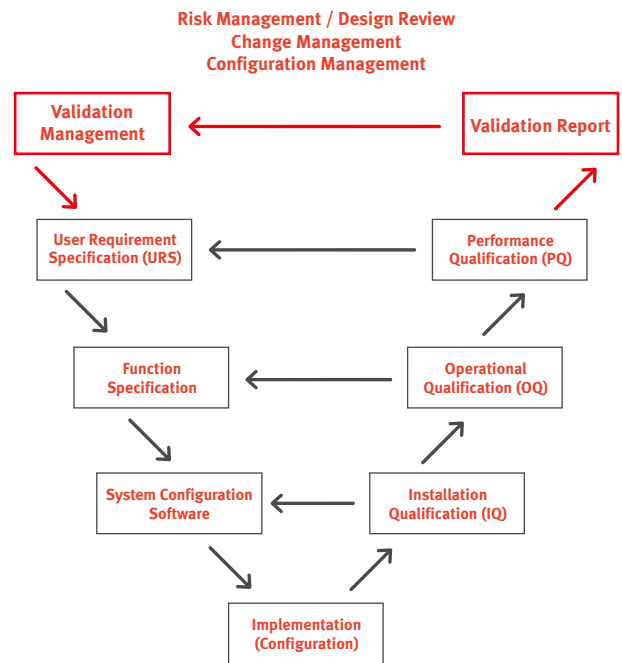 Risk Management / Design Review
Change Management
Configuration Management
Validation
Management
Validation Report
User Requirement
Specification (URS)
Performance
Qualification (PQ)
Function
Specification
Operational
Qualification (OQ)
System Configuration
Software
Installation
Qualification (IQ)
Implementation
(Configuration)